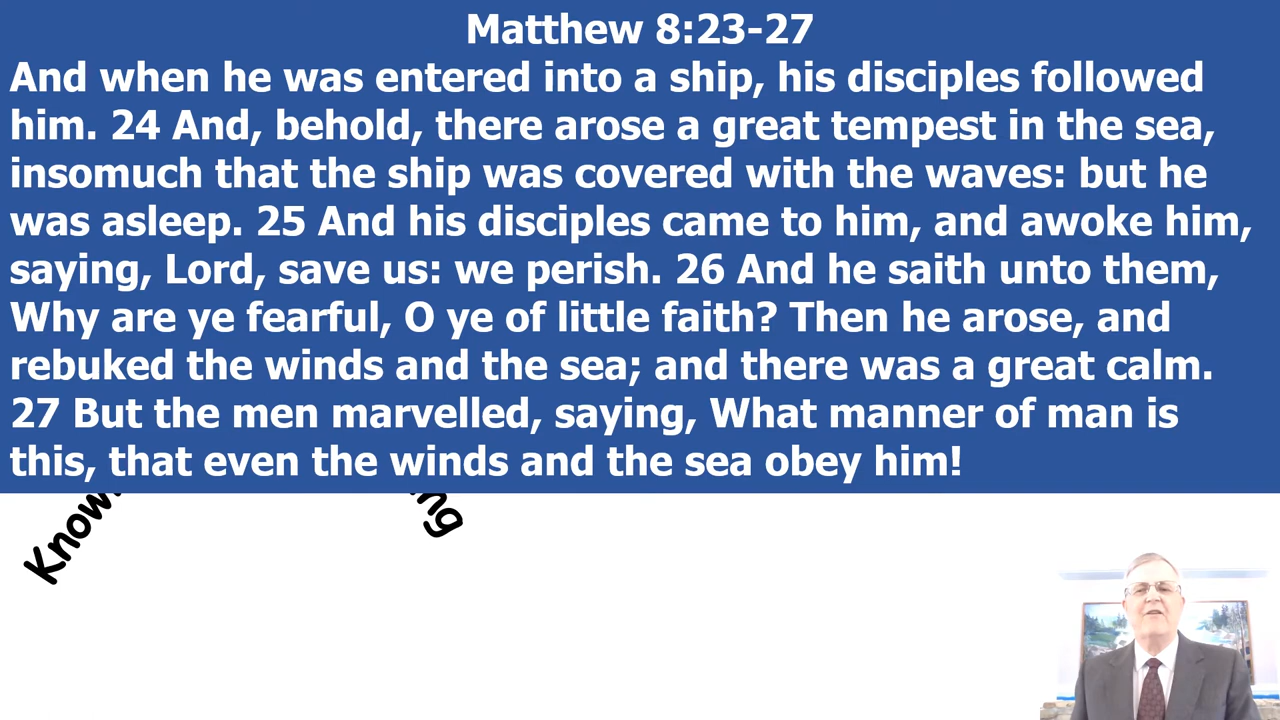 Matthew 8:23-27
And when he was entered into a ship, his disciples followed
him. 24 And, behold, there arose a great tempest in the sea,
insomuch that the ship was covered with the waves: but he
was asleep. 25 And his disciples came to him, and awoke him,
saying, Lord, save us: we perish. 26 And he saith unto them,
Why are ye fearful, O ye of little faith? Then he arose, and
rebuked the winds and the sea; and there was a great calm.
27 But the men marvelled, saying, What manner of man is
this, that even the winds and the sea obey him!